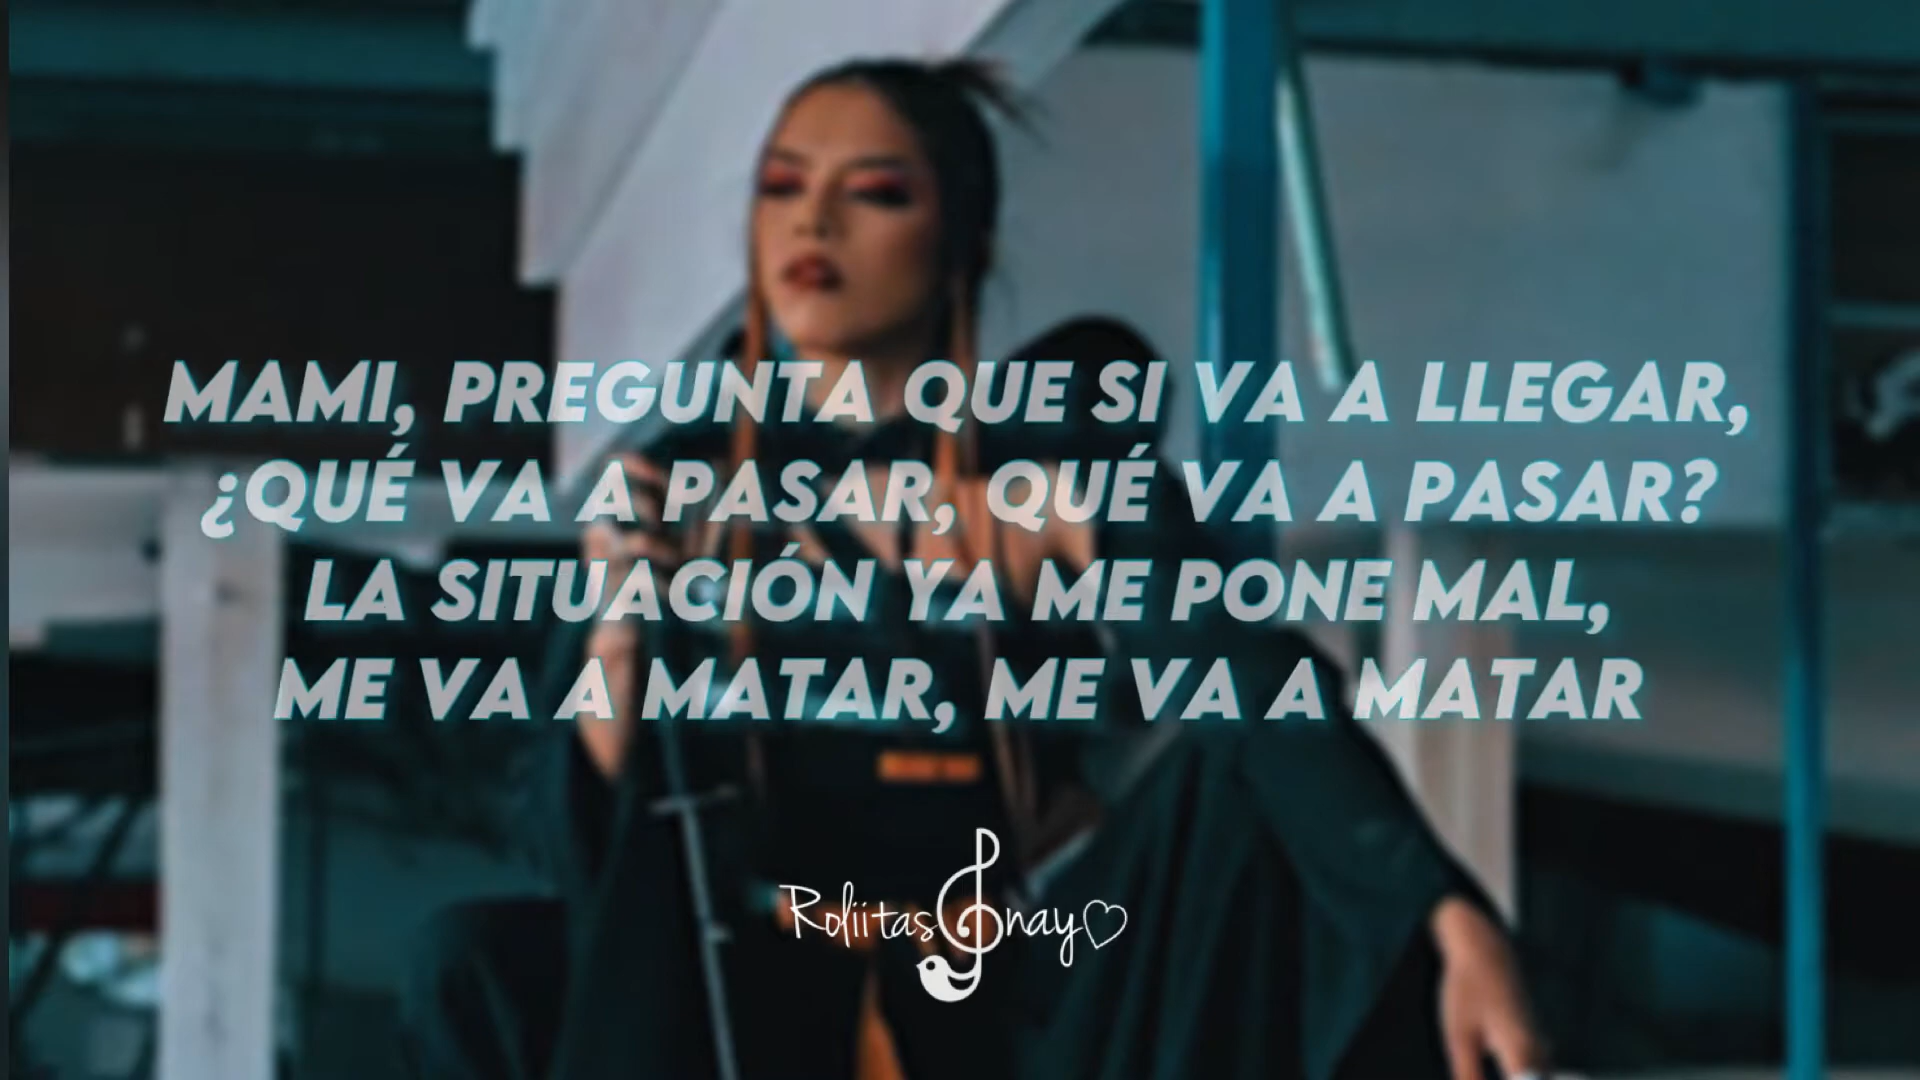 MAMI, PREGUNTA QUE SI VA A LLEGAR,
¿QUÉ VA A PASAR, QUÉ VA A PASAR?
LA SITUACIÓN YA ME PONE MAL,
ME VA A MATAR, ME VA A MATAR
Roliitas nay